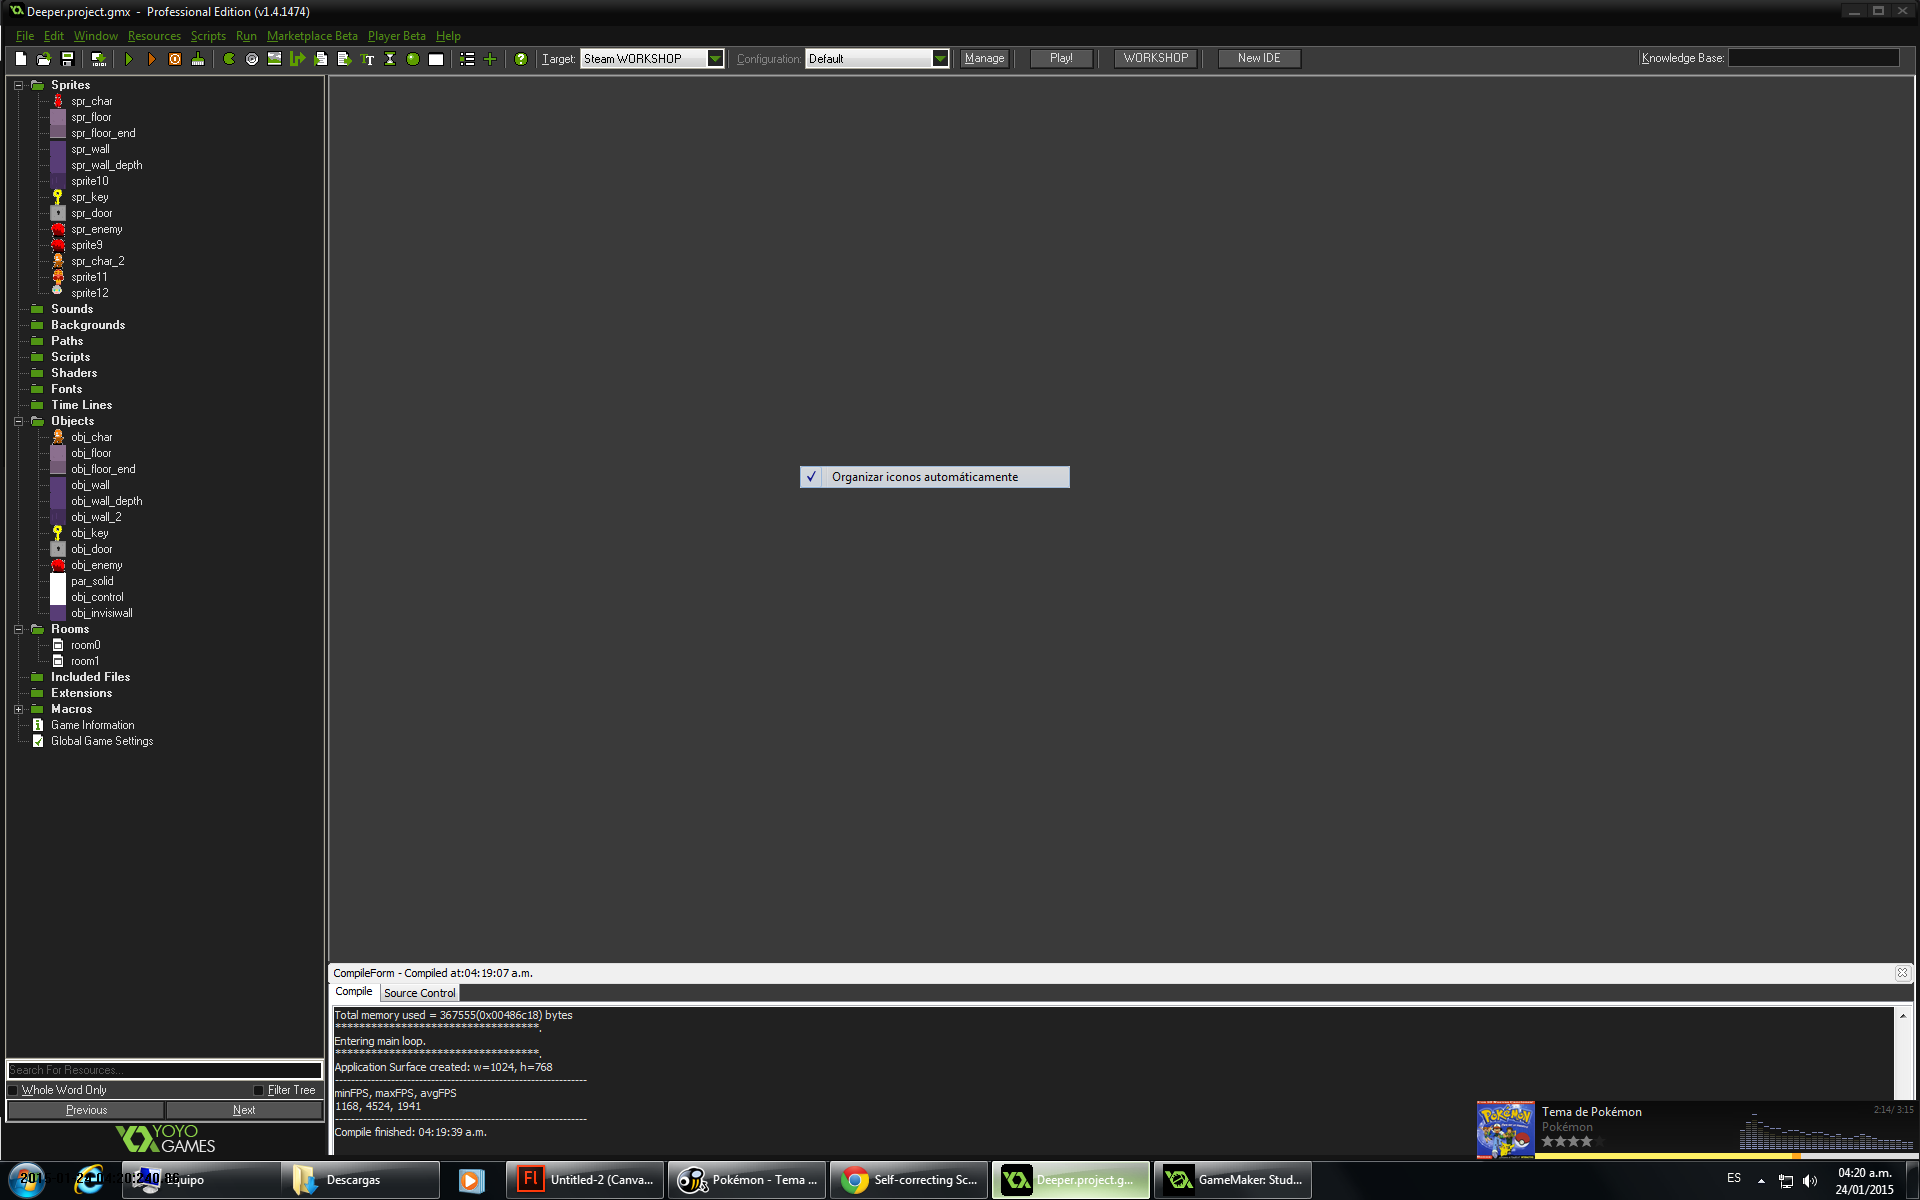 Deeper.project.gmx - Professional Edition (v1.4.1474)
File Edit Window Resources Scripts Run Marketplace Beta Player Beta Help
Target: Steam WORKSHOP Configuration: Default Manage Play! WORKSHOP New IDE Knowledge Base:
Sprites
spr_char
spr_floor
spr_floor_end
spr_wall
spr_wall_depth
sprite10
spr_key
spr_door
spr_enemy
sprite9
spr_char_2
sprite11
sprite12
Sounds
Backgrounds
Paths
Scripts
Shaders
Fonts
Time Lines
Objects
obj_char
obj_floor
obj_floor_end
obj_wall
obj_wall_depth
obj_wall_2
obj_key
obj_door
obj_enemy
par_solid
obj_control
obj_invisiwall
Rooms
room0
room1
Included Files
Extensions
Macros
Game Information
Global Game Settings
Search For Resources...
Whole Word Only Filter Tree
Previous Next
YOYO
GAMES
✓ Organizar iconos automáticamente
CompileForm - Compiled at:04:19:07 a.m.
Compile Source Control
Total memory used = 367555(0x00486c18) bytes
**********************************.
Entering main loop.
**********************************.
Application Surface created: w=1024, h=768
---------------------------------------------------------------
minFPS, maxFPS, avgFPS
1168, 4524, 1941
---------------------------------------------------------------
Compile finished: 04:19:39 a.m.
Tema de Pokémon 2:14/ 3:15
Pokémon
Equipo Descargas Untitled-2 (Canva... Pokémon - Tema ... Self-correcting Sc... Deeper.project.g... GameMaker: Stud... ES
04:20 a.m.
24/01/2015